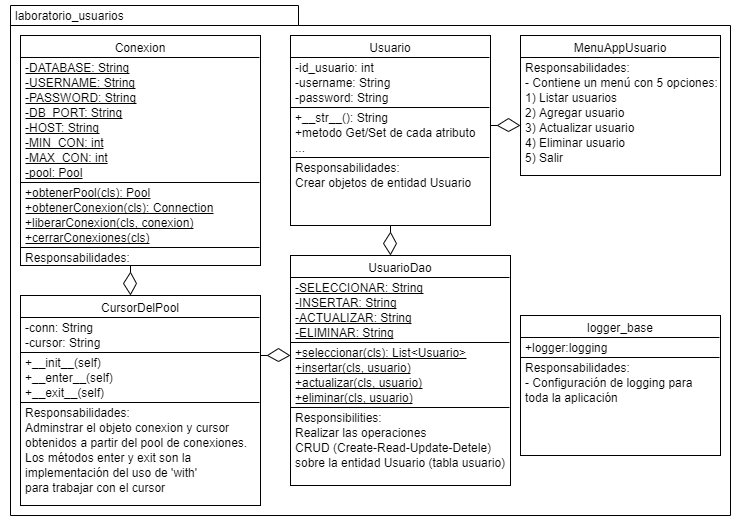 laboratorio_usuarios
Conexion
-DATABASE: String
-USERNAME: String
-PASSWORD: String
-DB_PORT: String
-HOST: String
-MIN_CON: int
-MAX_CON: int
-pool: Pool
+obtenerPool(cls): Pool
+obtenerConexion(cls): Connection
+liberarConexion(cls, conexion)
+cerrarConexiones(cls)
Responsabilidades:
Usuario
-id_usuario: int
-username: String
-password: String
+__str__(): String
+metodo Get/Set de cada atributo
...
Responsabilidades:
Crear objetos de entidad Usuario
MenuAppUsuario
Responsabilidades:
- Contiene un menú con 5 opciones:
1) Listar usuarios
2) Agregar usuario
3) Actualizar usuario
4) Eliminar usuario
5) Salir
CursorDelPool
-conn: String
-cursor: String
+__init__(self)
+__enter__(self)
+__exit__(self)
Responsabilidades:
Adminstrar el objeto conexion y cursor
obtenidos a partir del pool de conexiones.
Los métodos enter y exit son la
implementación del uso de 'with'
para trabajar con el cursor
UsuarioDao
-SELECCIONAR: String
-INSERTAR: String
-ACTUALIZAR: String
-ELIMINAR: String
+seleccionar(cls): List<Usuario>
+insertar(cls, usuario)
+actualizar(cls, usuario)
+eliminar(cls, usuario)
Responsibilities:
Realizar las operaciones
CRUD (Create-Read-Update-Detele)
sobre la entidad Usuario (tabla usuario)
logger_base
+logger:logging
Responsabilidades:
- Configuración de logging para
toda la aplicación